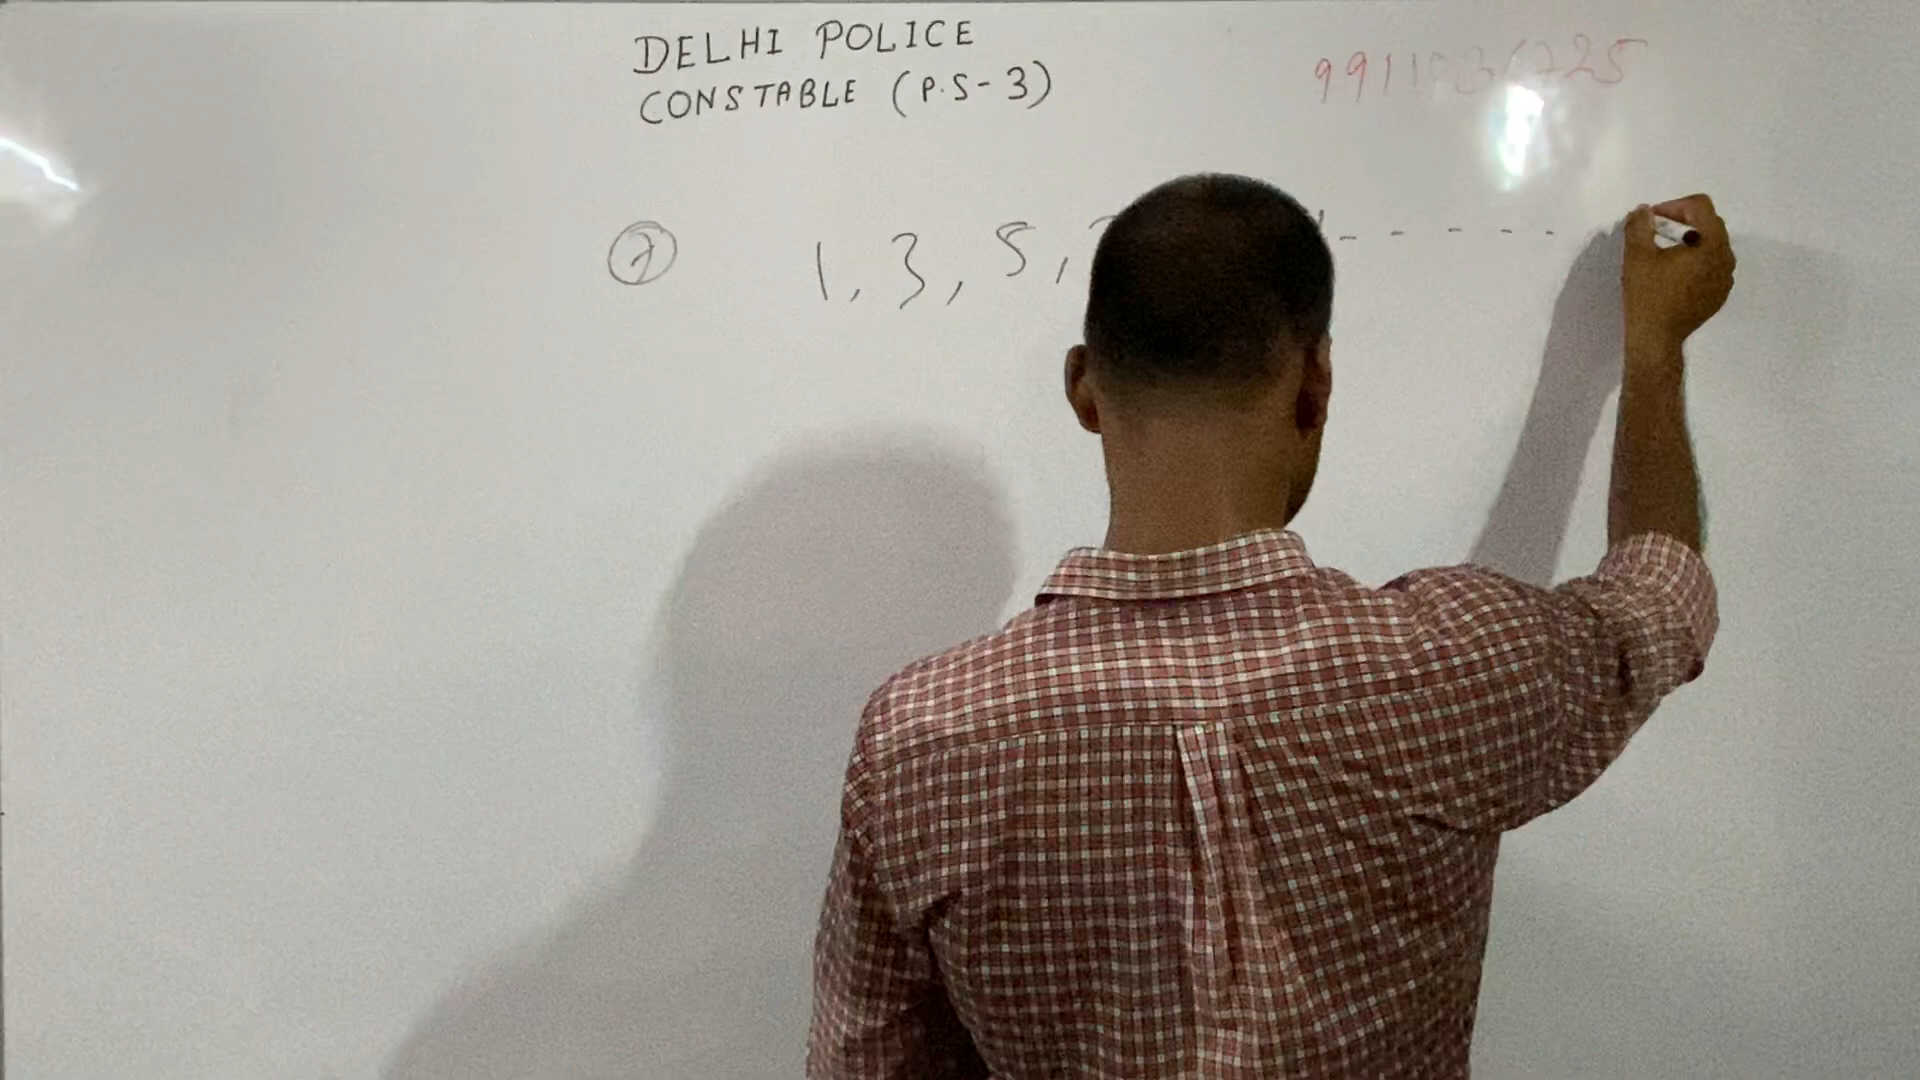 DELHI POLICE
CONSTABLE (P.S-3)
7 1, 3, 5, - - - - -